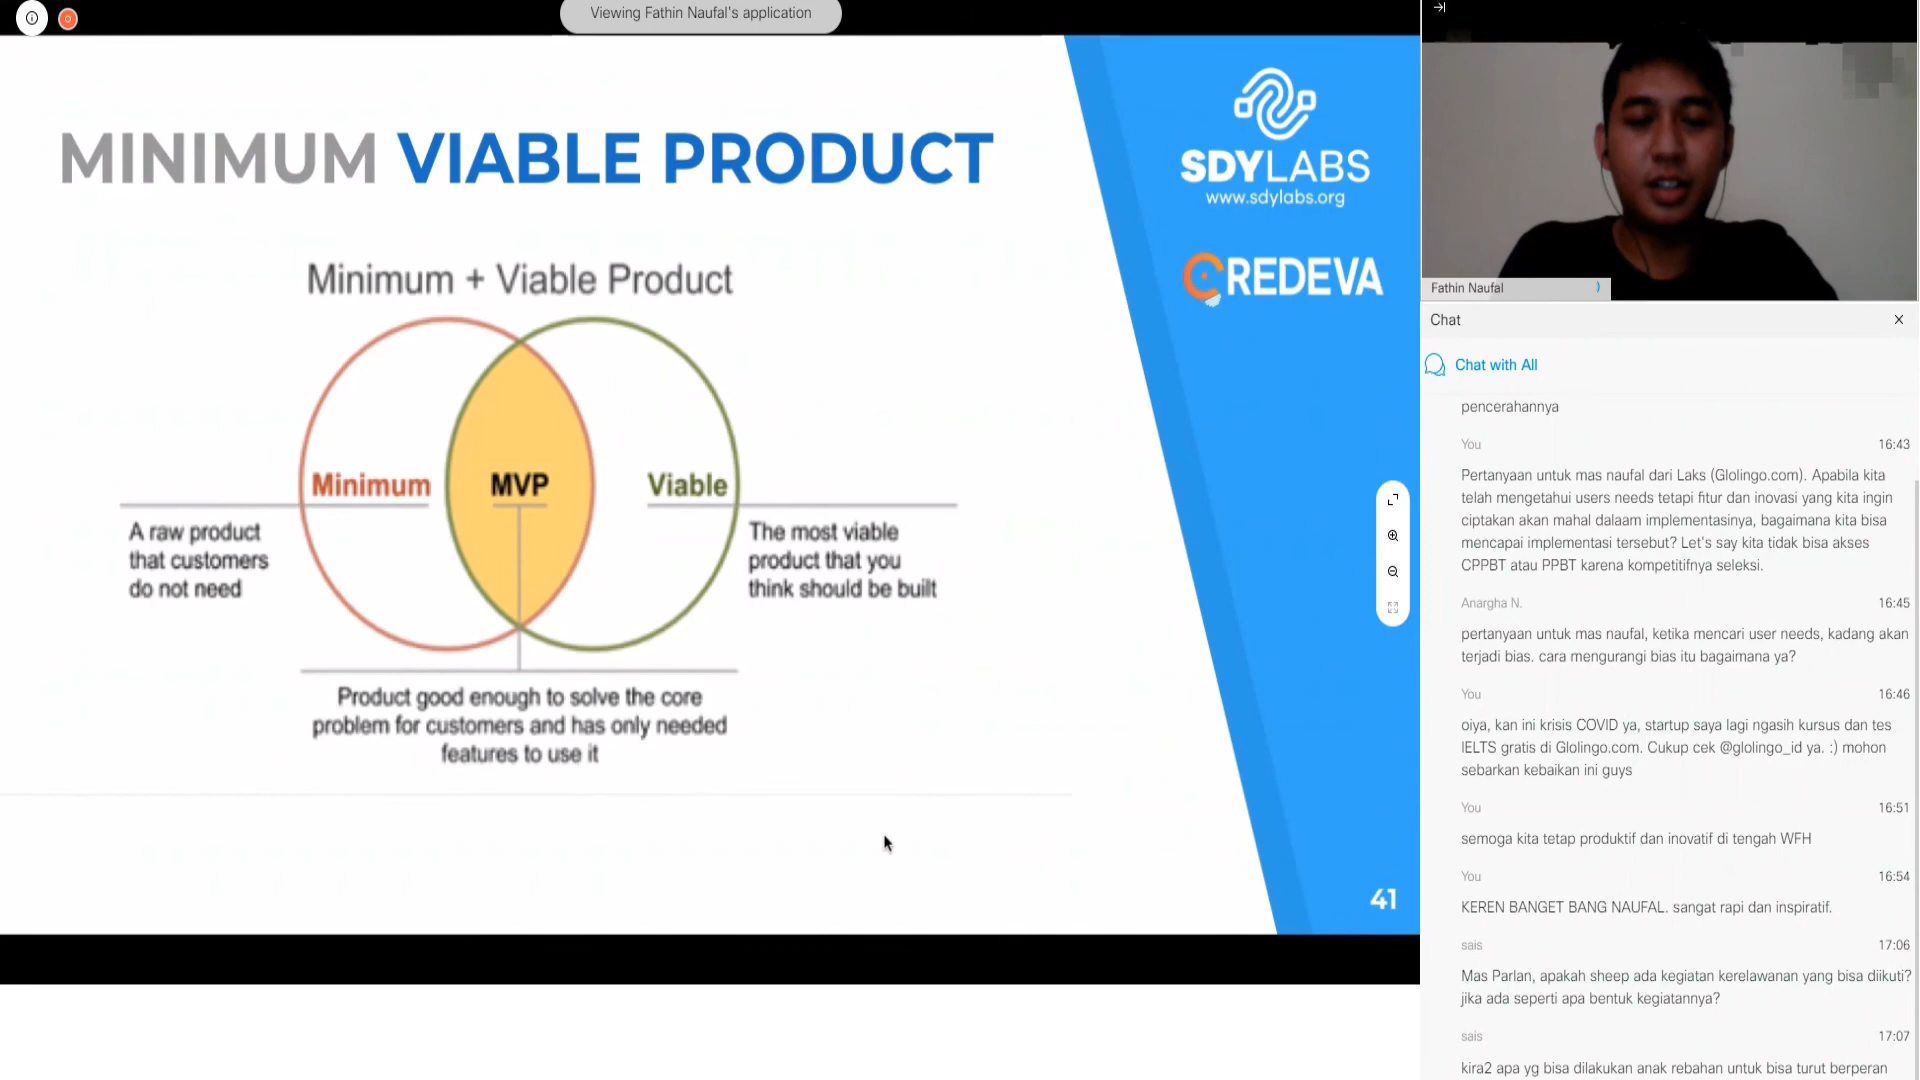 Viewing Fathin Naufal's application
MINIMUM VIABLE PRODUCT
Minimum + Viable Product
Minimum
MVP
Viable
A raw product
that customers
do not need
The most viable
product that you
think should be built
Product good enough to solve the core
problem for customers and has only needed
features to use it
SDYLABS
www.sdylabs.org
CREDEVA
41
Fathin Naufal
Chat
Chat with All
pencerahannya
You 16:43
Pertanyaan untuk mas naufal dari Laks (Glolingo.com). Apabila kita
telah mengetahui users needs tetapi fitur dan inovasi yang kita ingin
ciptakan akan mahal dalaam implementasinya, bagaimana kita bisa
mencapai implementasi tersebut? Let's say kita tidak bisa akses
CPPBT atau PPBT karena kompetitifnya seleksi.
Anargha N. 16:45
pertanyaan untuk mas naufal, ketika mencari user needs, kadang akan
terjadi bias. cara mengurangi bias itu bagaimana ya?
You 16:46
oiya, kan ini krisis COVID ya, startup saya lagi ngasih kursus dan tes
IELTS gratis di Glolingo.com. Cukup cek @glolingo_id ya. :) mohon
sebarkan kebaikan ini guys
You 16:51
semoga kita tetap produktif dan inovatif di tengah WFH
You 16:54
KEREN BANGET BANG NAUFAL. sangat rapi dan inspiratif.
sais 17:06
Mas Parlan, apakah sheep ada kegiatan kerelawanan yang bisa diikuti?
jika ada seperti apa bentuk kegiatannya?
sais 17:07
kira2 apa yg bisa dilakukan anak rebahan untuk bisa turut berperan